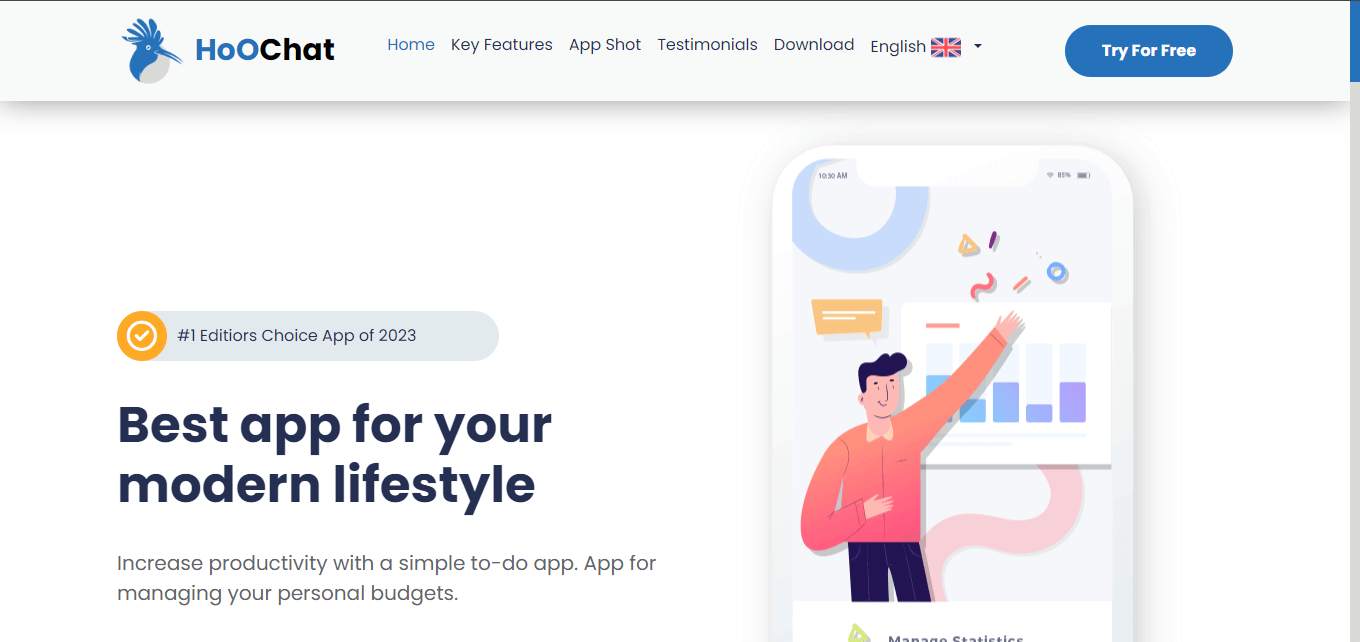 HoOChat
Home Key Features App Shot Testimonials Download English
Try For Free
10:30 AM
85%
#1 Editiors Choice App of 2023
Best app for your
modern lifestyle
Increase productivity with a simple to-do app. App for
managing your personal budgets.
Manage Statistics